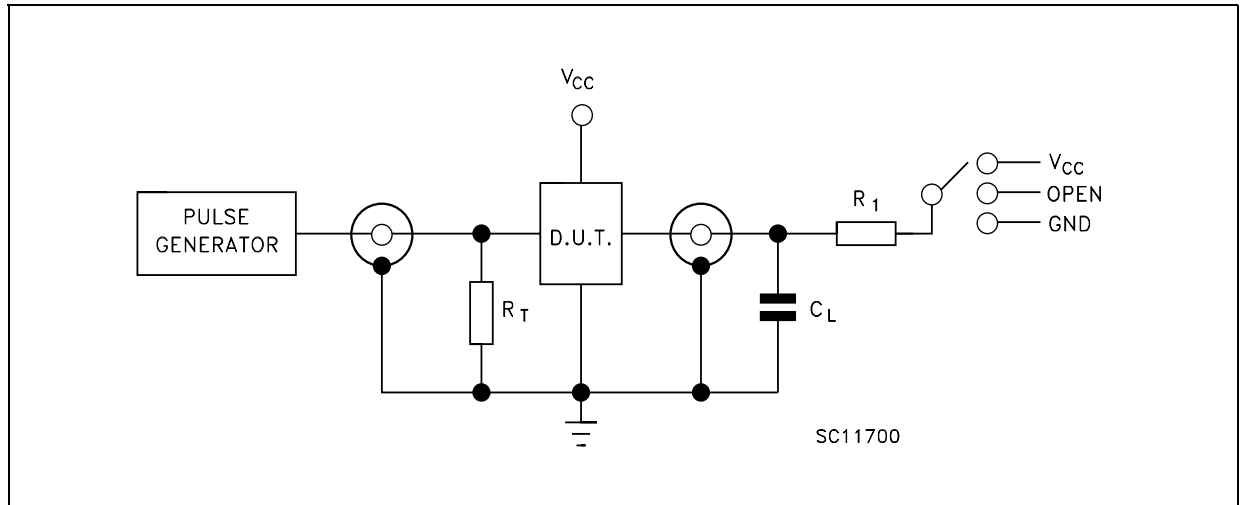 VCC
PULSE
GENERATOR
D.U.T.
RT
CL
R1
VCC
OPEN
GND
SC11700